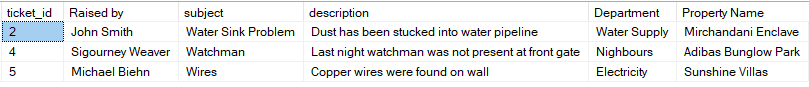 ticket_id Raised by subject description Department Property Name
2 John Smith Water Sink Problem Dust has been stucked into water pipeline Water Supply Mirchandani Enclave
4 Sigourney Weaver Watchman Last night watchman was not present at front gate Nighbours Adibas Bunglow Park
5 Michael Biehn Wires Copper wires were found on wall Electricity Sunshine Villas